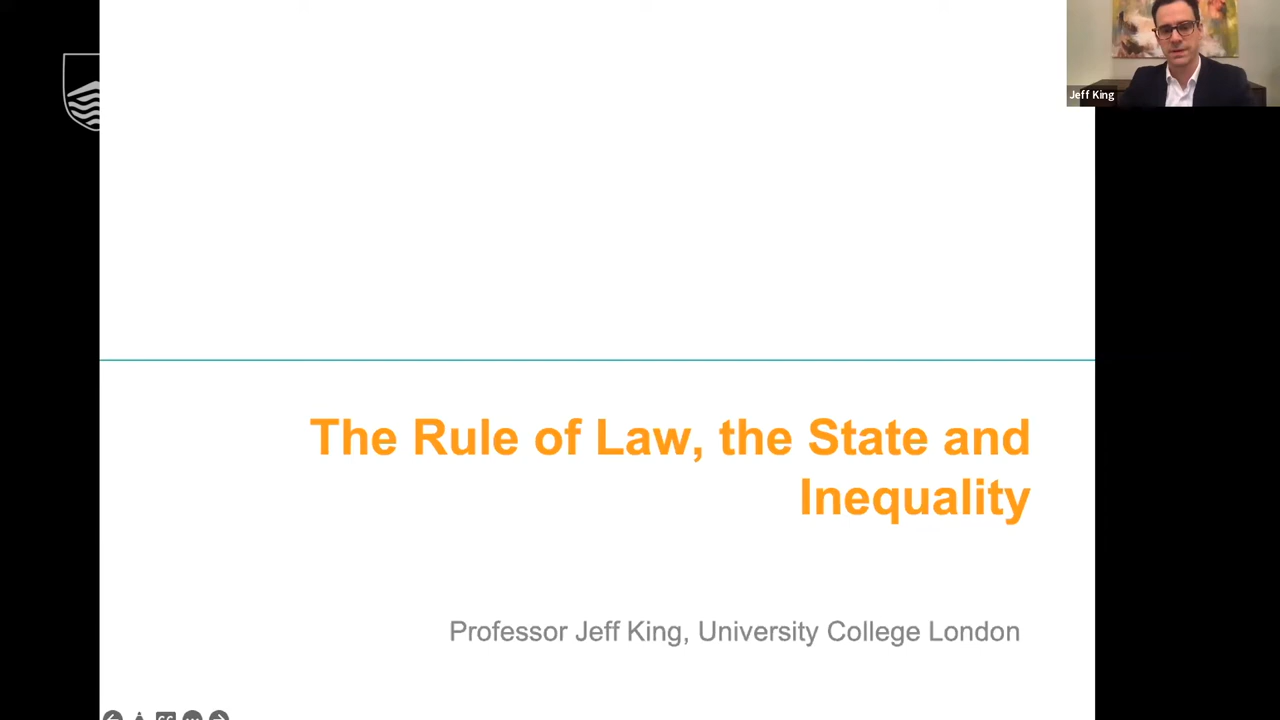 Jeff King
The Rule of Law, the State and
Inequality
Professor Jeff King, University College London